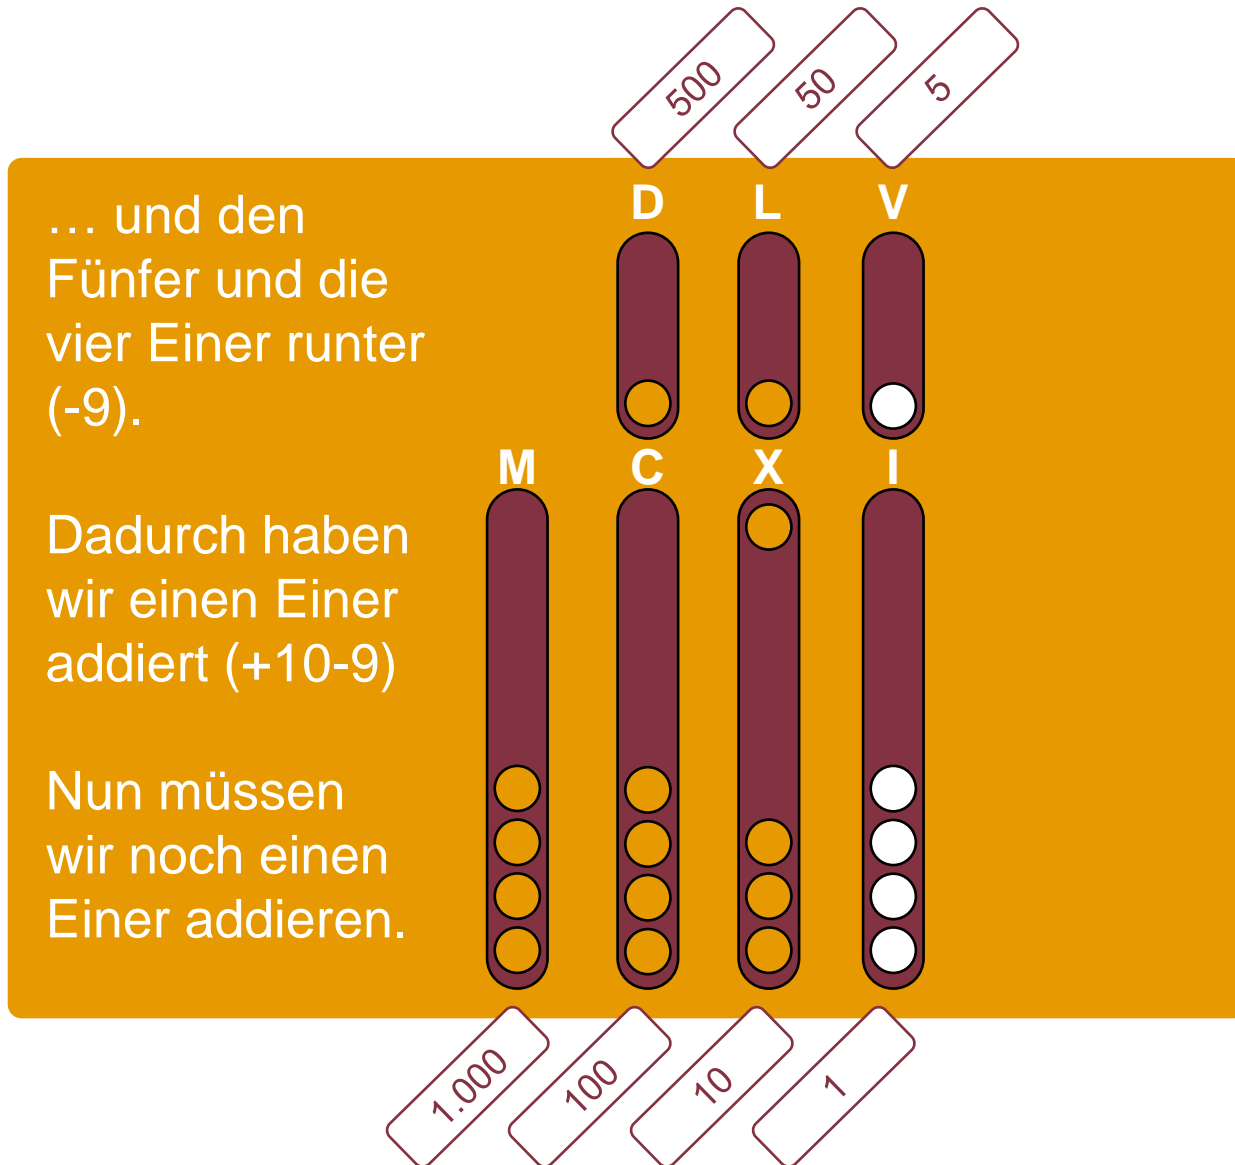 500 50 5
D L V
… und den
Fünfer und die
vier Einer runter
(-9).
M C X I
Dadurch haben
wir einen Einer
addiert (+10-9)
Nun müssen
wir noch einen
Einer addieren.
1.000 100 10 1